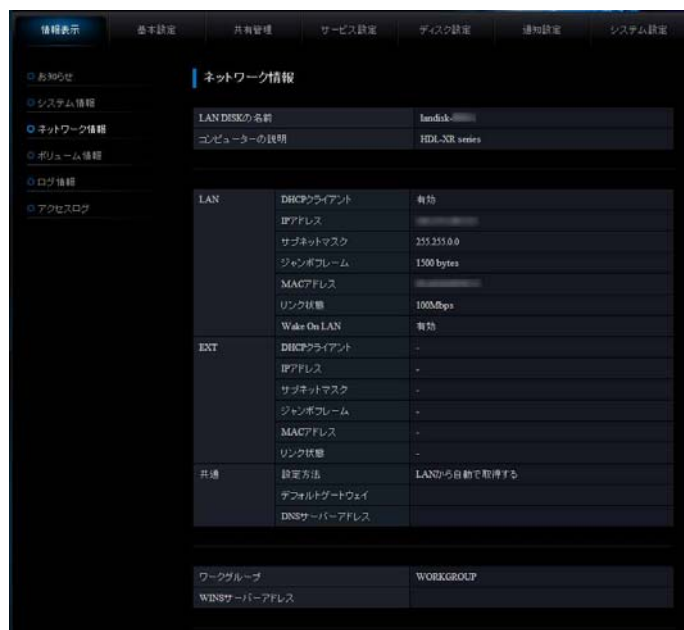 情報表示 基本設定 共有管理 サービス設定 ディスク設定 通知設定 システム設定
お知らせ
システム情報
ネットワーク情報
ボリューム情報
ログ情報
アクセスログ
ネットワーク情報
LAN DISKの名前 landisk-
コンピューターの説明 HDL-XR series
LAN DHCPクライアント 有効
IPアドレス
サブネットマスク 255.255.0.0
ジャンボフレーム 1500 bytes
MACアドレス
リンク状態 100Mbps
Wake On LAN 有効
EXT DHCPクライアント -
IPアドレス -
サブネットマスク -
ジャンボフレーム -
MACアドレス -
リンク状態 -
共通 設定方法 LANから自動で取得する
デフォルトゲートウェイ
DNSサーバーアドレス
ワークグループ WORKGROUP
WINSサーバーアドレス